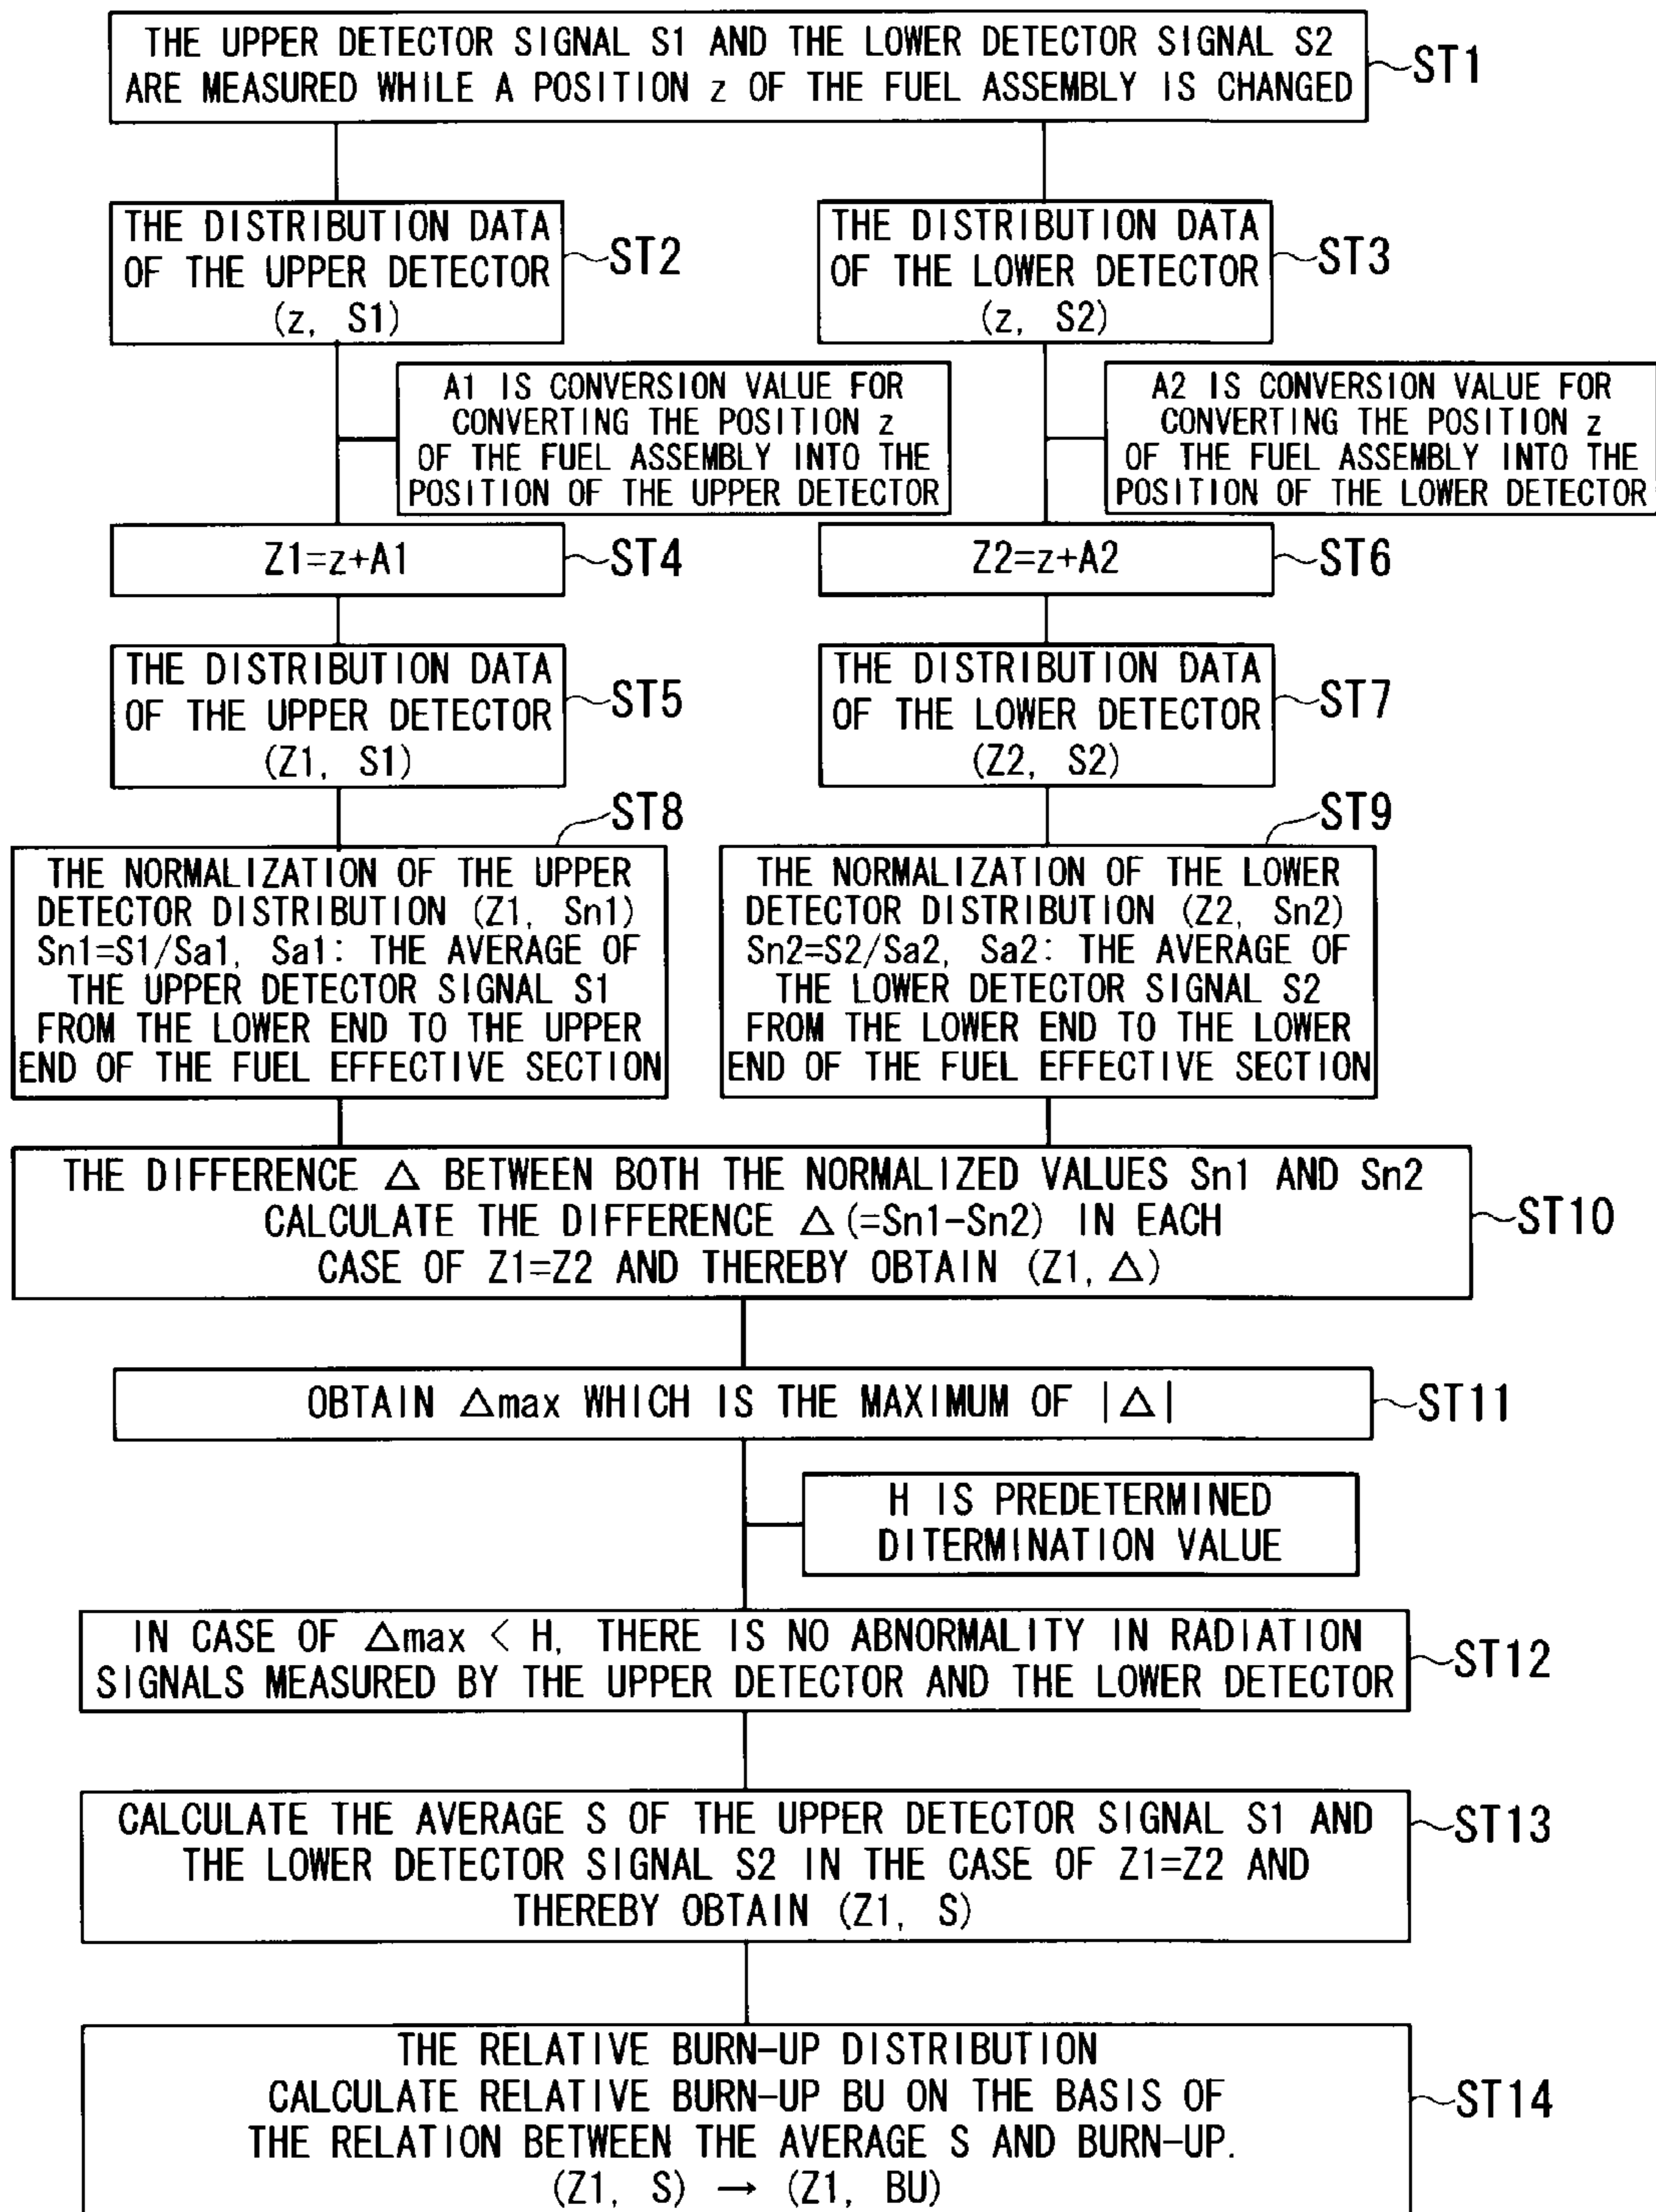 THE UPPER DETECTOR SIGNAL S1 AND THE LOWER DETECTOR SIGNAL S2
ARE MEASURED WHILE A POSITION z OF THE FUEL ASSEMBLY IS CHANGED
ST1
THE DISTRIBUTION DATA
OF THE UPPER DETECTOR
(z, S1)
ST2
THE DISTRIBUTION DATA
OF THE LOWER DETECTOR
(z, S2)
ST3
A1 IS CONVERSION VALUE FOR
CONVERTING THE POSITION z
OF THE FUEL ASSEMBLY INTO THE
POSITION OF THE UPPER DETECTOR
A2 IS CONVERSION VALUE FOR
CONVERTING THE POSITION z
OF THE FUEL ASSEMBLY INTO THE
POSITION OF THE LOWER DETECTOR
Z1=z+A1
ST4
Z2=z+A2
ST6
THE DISTRIBUTION DATA
OF THE UPPER DETECTOR
(Z1, S1)
ST5
THE DISTRIBUTION DATA
OF THE LOWER DETECTOR
(Z2, S2)
ST7
ST8
THE NORMALIZATION OF THE UPPER
DETECTOR DISTRIBUTION (Z1, Sn1)
Sn1=S1/Sa1, Sa1: THE AVERAGE OF
THE UPPER DETECTOR SIGNAL S1
FROM THE LOWER END TO THE UPPER
END OF THE FUEL EFFECTIVE SECTION
ST9
THE NORMALIZATION OF THE LOWER
DETECTOR DISTRIBUTION (Z2, Sn2)
Sn2=S2/Sa2, Sa2: THE AVERAGE OF
THE LOWER DETECTOR SIGNAL S2
FROM THE LOWER END TO THE LOWER
END OF THE FUEL EFFECTIVE SECTION
THE DIFFERENCE △ BETWEEN BOTH THE NORMALIZED VALUES Sn1 AND Sn2
CALCULATE THE DIFFERENCE △(=Sn1-Sn2) IN EACH
CASE OF Z1=Z2 AND THEREBY OBTAIN (Z1, △)
ST10
OBTAIN △max WHICH IS THE MAXIMUM OF |△|
ST11
H IS PREDETERMINED
DITERMINATION VALUE
IN CASE OF △max < H, THERE IS NO ABNORMALITY IN RADIATION
SIGNALS MEASURED BY THE UPPER DETECTOR AND THE LOWER DETECTOR
ST12
CALCULATE THE AVERAGE S OF THE UPPER DETECTOR SIGNAL S1 AND
THE LOWER DETECTOR SIGNAL S2 IN THE CASE OF Z1=Z2 AND
THEREBY OBTAIN (Z1, S)
ST13
THE RELATIVE BURN-UP DISTRIBUTION
CALCULATE RELATIVE BURN-UP BU ON THE BASIS OF
THE RELATION BETWEEN THE AVERAGE S AND BURN-UP.
(Z1, S) → (Z1, BU)
ST14